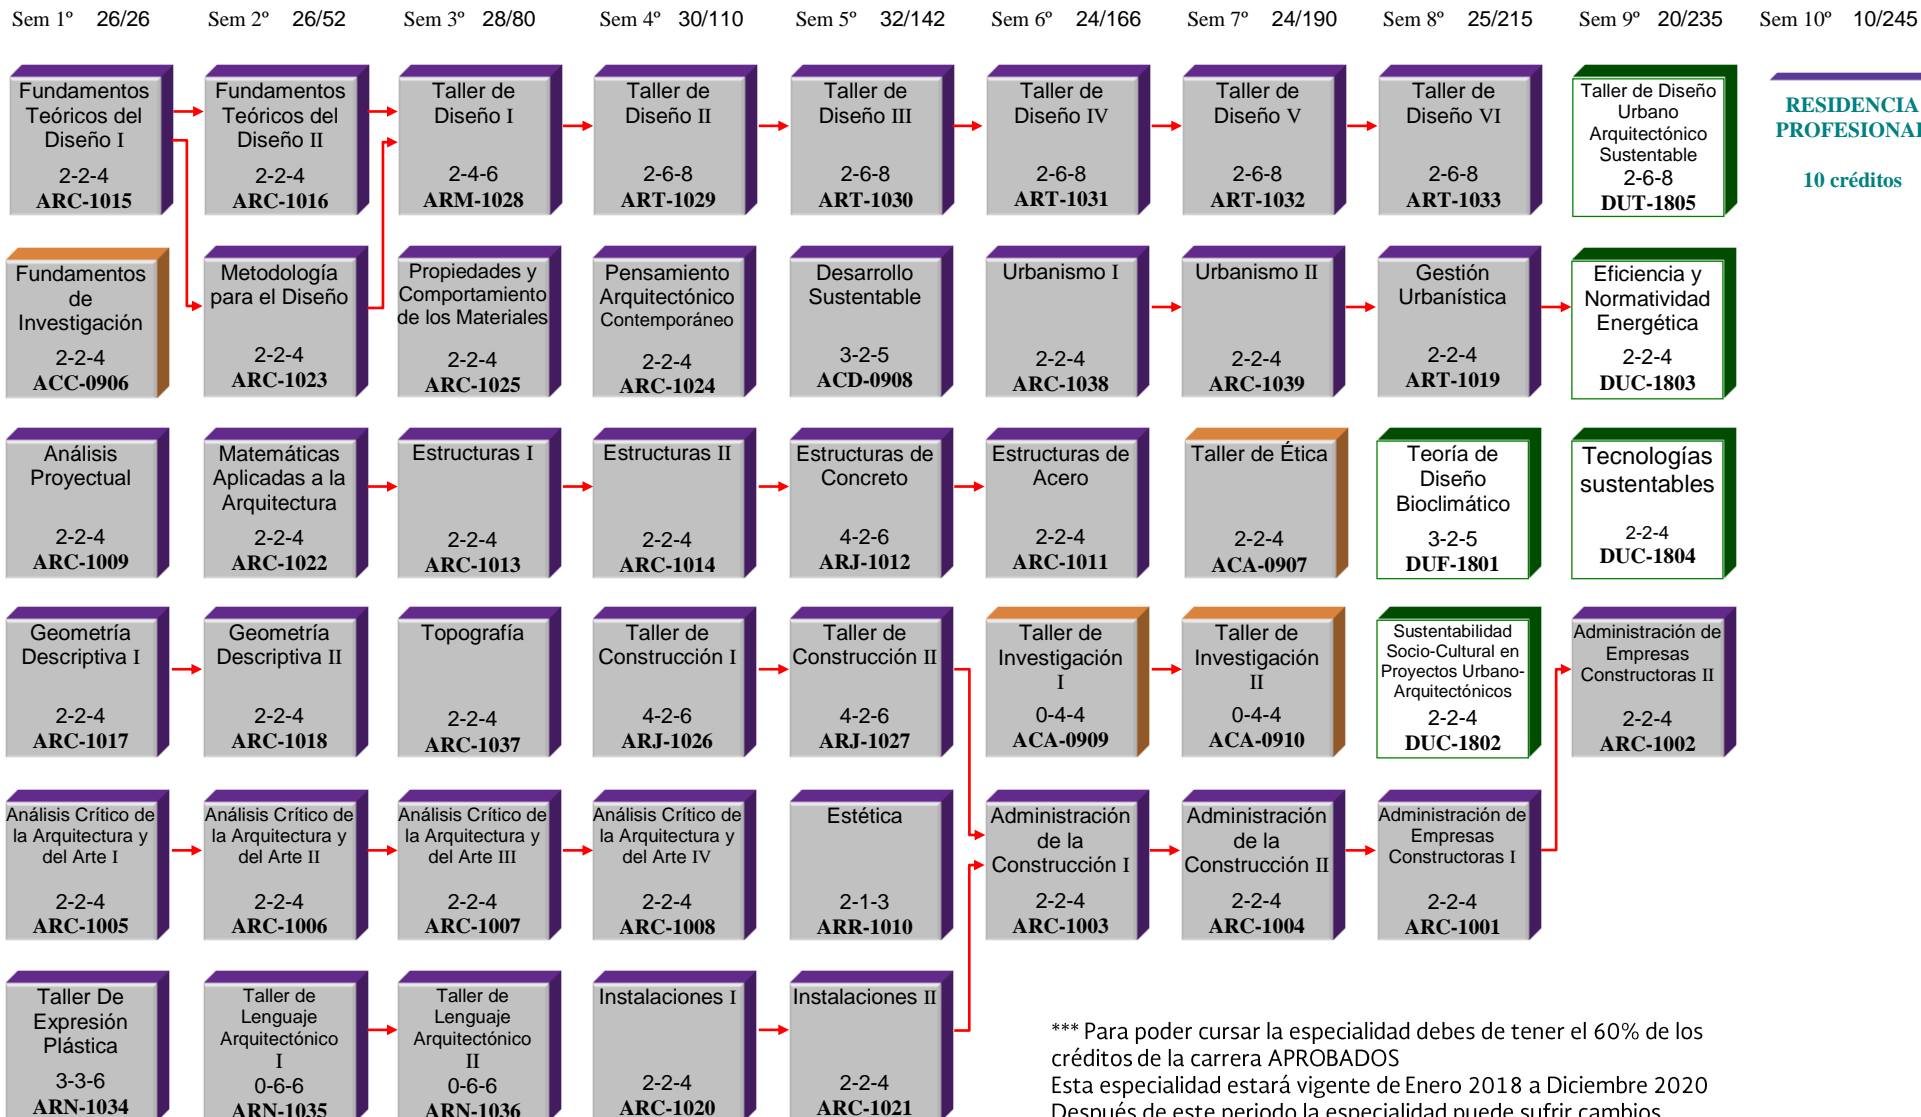 Sem 1º 26/26 Sem 2º 26/52 Sem 3º 28/80 Sem 4º 30/110 Sem 5º 32/142 Sem 6º 24/166 Sem 7º 24/190 Sem 8º 25/215 Sem 9º 20/235 Sem 10º 10/245
Fundamentos
Teóricos del
Diseño I
2-2-4
ARC-1015
Fundamentos
Teóricos del
Diseño II
2-2-4
ARC-1016
Taller de
Diseño I
2-4-6
ARM-1028
Taller de
Diseño II
2-6-8
ART-1029
Taller de
Diseño III
2-6-8
ART-1030
Taller de
Diseño IV
2-6-8
ART-1031
Taller de
Diseño V
2-6-8
ART-1032
Taller de
Diseño VI
2-6-8
ART-1033
Taller de Diseño
Urbano
Arquitectónico
Sustentable
2-6-8
DUT-1805
RESIDENCIA
PROFESIONAL
10 créditos
Fundamentos
de
Investigación
2-2-4
ACC-0906
Metodología
para el Diseño
2-2-4
ARC-1023
Propiedades y
Comportamiento
de los Materiales
2-2-4
ARC-1025
Pensamiento
Arquitectónico
Contemporáneo
2-2-4
ARC-1024
Desarrollo
Sustentable
3-2-5
ACD-0908
Urbanismo I
2-2-4
ARC-1038
Urbanismo II
2-2-4
ARC-1039
Gestión
Urbanística
2-2-4
ART-1019
Eficiencia y
Normatividad
Energética
2-2-4
DUC-1803
Análisis
Proyectual
2-2-4
ARC-1009
Matemáticas
Aplicadas a la
Arquitectura
2-2-4
ARC-1022
Estructuras I
2-2-4
ARC-1013
Estructuras II
2-2-4
ARC-1014
Estructuras de
Concreto
4-2-6
ARJ-1012
Estructuras de
Acero
2-2-4
ARC-1011
Taller de Ética
2-2-4
ACA-0907
Teoría de
Diseño
Bioclimático
3-2-5
DUF-1801
Tecnologías
sustentables
2-2-4
DUC-1804
Geometría
Descriptiva I
2-2-4
ARC-1017
Geometría
Descriptiva II
2-2-4
ARC-1018
Topografía
2-2-4
ARC-1037
Taller de
Construcción I
4-2-6
ARJ-1026
Taller de
Construcción II
4-2-6
ARJ-1027
Taller de
Investigación
I
0-4-4
ACA-0909
Taller de
Investigación
II
0-4-4
ACA-0910
Sustentabilidad
Socio-Cultural en
Proyectos Urbano-
Arquitectónicos
2-2-4
DUC-1802
Administración de
Empresas
Constructoras II
2-2-4
ARC-1002
Análisis Crítico de
la Arquitectura y
del Arte I
2-2-4
ARC-1005
Análisis Crítico de
la Arquitectura y
del Arte II
2-2-4
ARC-1006
Análisis Crítico de
la Arquitectura y
del Arte III
2-2-4
ARC-1007
Análisis Crítico de
la Arquitectura y
del Arte IV
2-2-4
ARC-1008
Estética
2-1-3
ARR-1010
Administración
de la
Construcción I
2-2-4
ARC-1003
Administración
de la
Construcción II
2-2-4
ARC-1004
Administración de
Empresas
Constructoras I
2-2-4
ARC-1001
Taller De
Expresión
Plástica
3-3-6
ARN-1034
Taller de
Lenguaje
Arquitectónico
I
0-6-6
ARN-1035
Taller de
Lenguaje
Arquitectónico
II
0-6-6
ARN-1036
Instalaciones I
2-2-4
ARC-1020
Instalaciones II
2-2-4
ARC-1021
*** Para poder cursar la especialidad debes de tener el 60% de los
créditos de la carrera APROBADOS
Esta especialidad estará vigente de Enero 2018 a Diciembre 2020
Después de este periodo la especialidad puede sufrir cambios